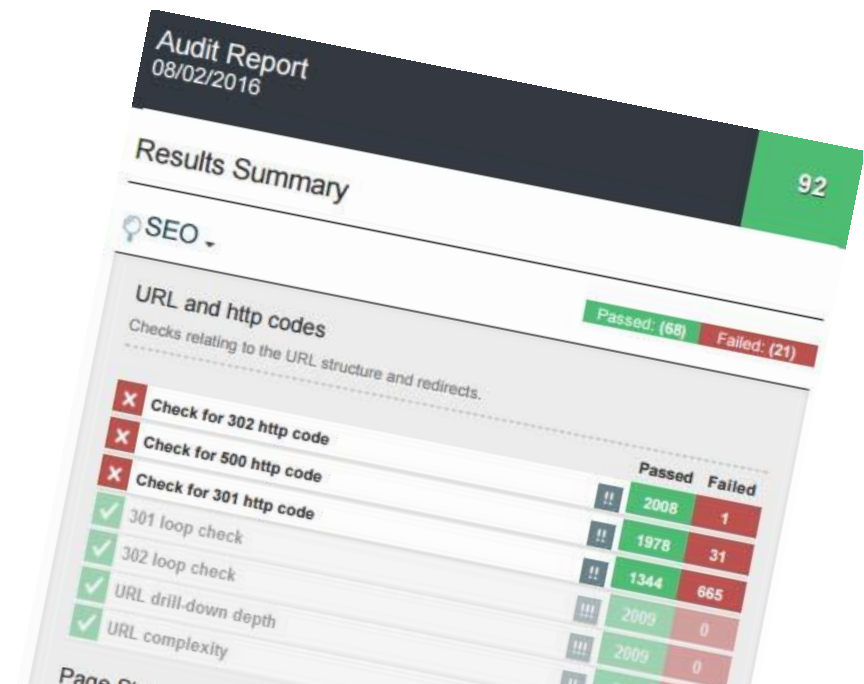 Audit Report
08/02/2016
92
Results Summary
SEO
Passed: (68) Failed: (21)
URL and http codes
Checks relating to the URL structure and redirects.
Passed Failed
Check for 302 http code !! 2008 1
Check for 500 http code !! 1978 31
Check for 301 http code !! 1344 665
301 loop check !!! 2009 0
302 loop check !!! 2009 0
URL drill-down depth
URL complexity
Page